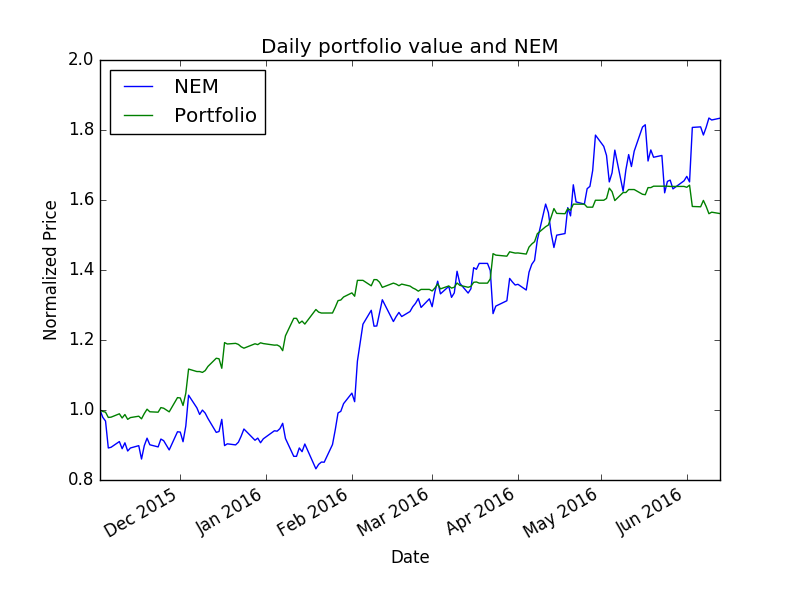 Daily portfolio value and NEM
NEM
Portfolio
2.0
1.8
1.6
1.4
1.2
1.0
0.8
Normalized Price
Dec 2015
Jan 2016
Feb 2016
Mar 2016
Apr 2016
May 2016
Jun 2016
Date